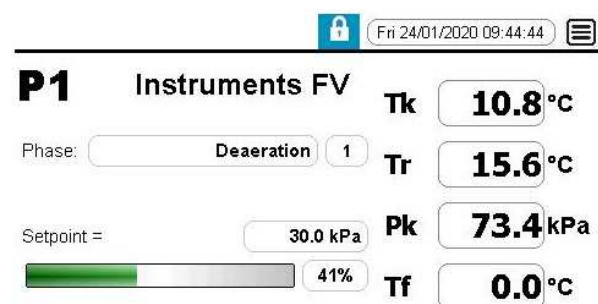 Fri 24/01/2020 09:44:44
P1 Instruments FV
Tk 10.8 °C
Phase: Deaeration 1
Tr 15.6 °C
Setpoint = 30.0 kPa
Pk 73.4 kPa
41%
Tf 0.0 °C